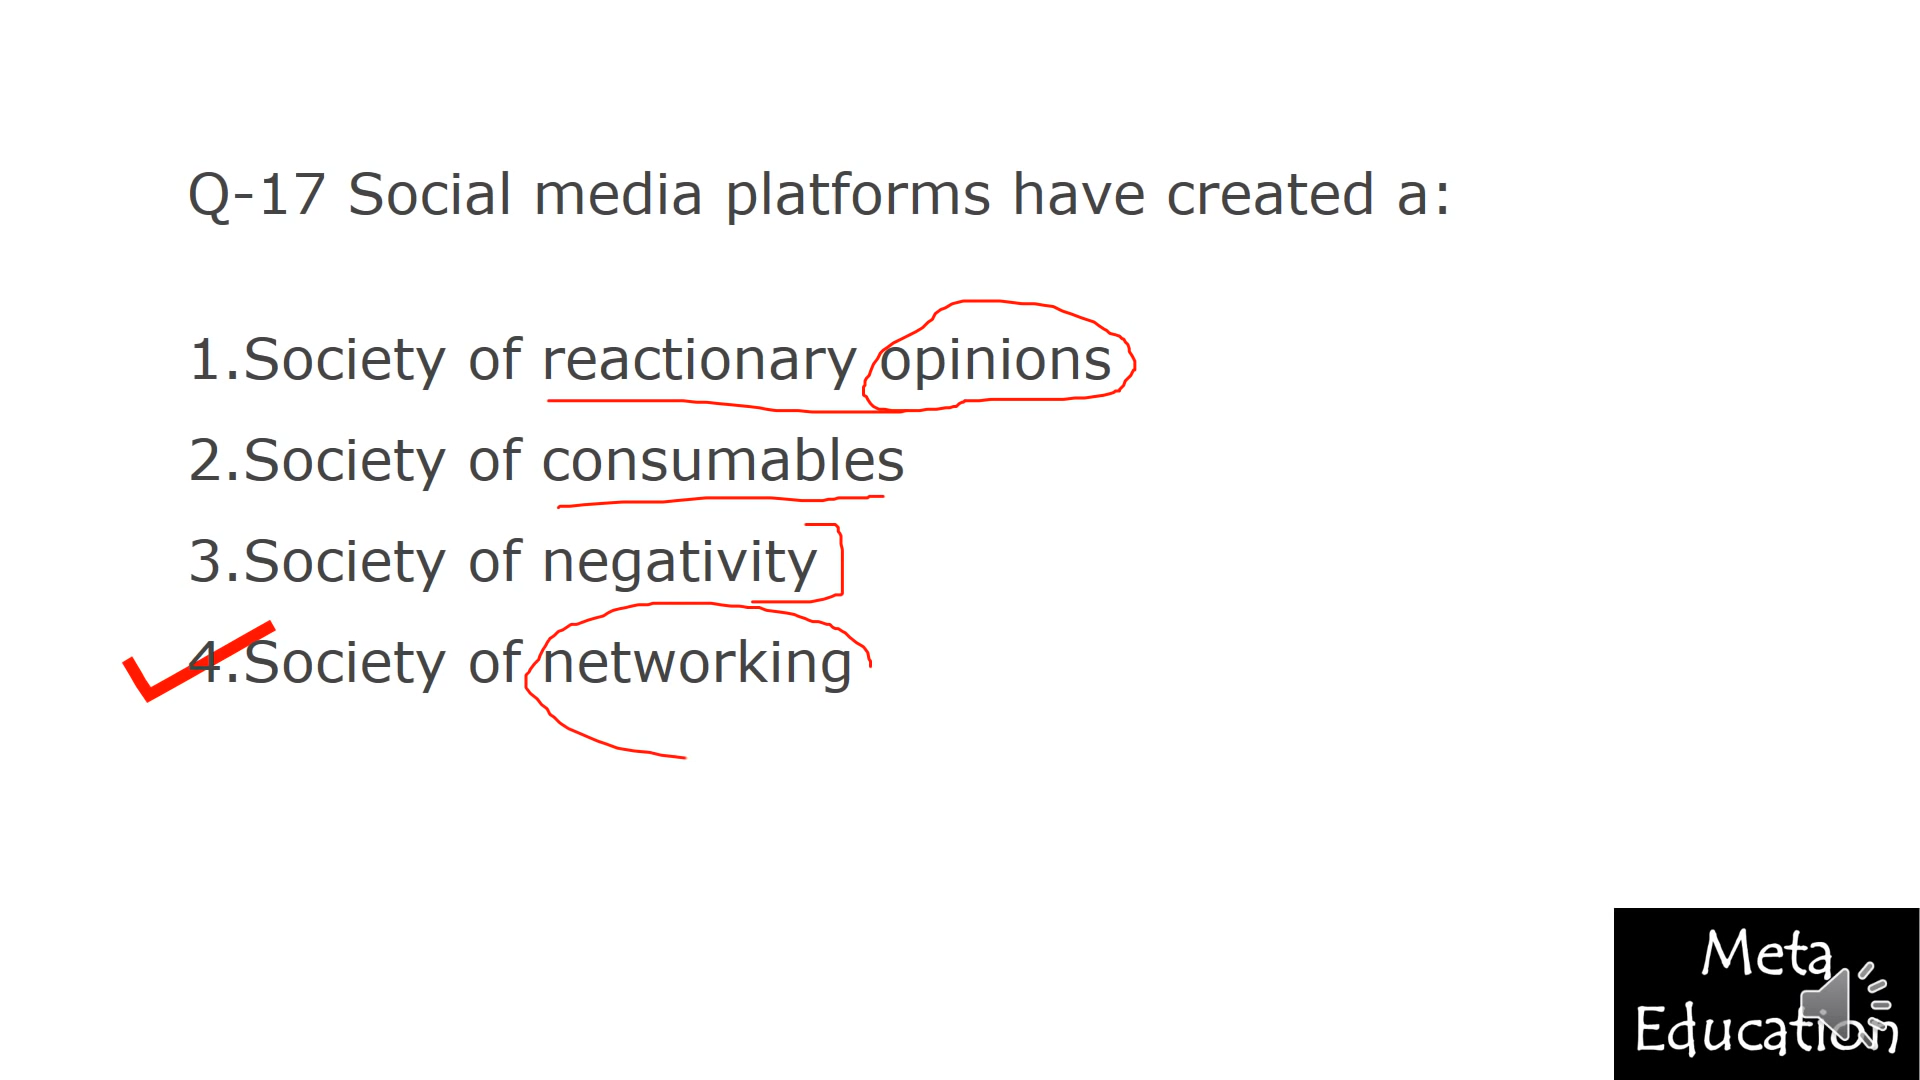 Q-17 Social media platforms have created a:
1.Society of reactionary opinions
2.Society of consumables
3.Society of negativity
4.Society of networking
Meta
Education